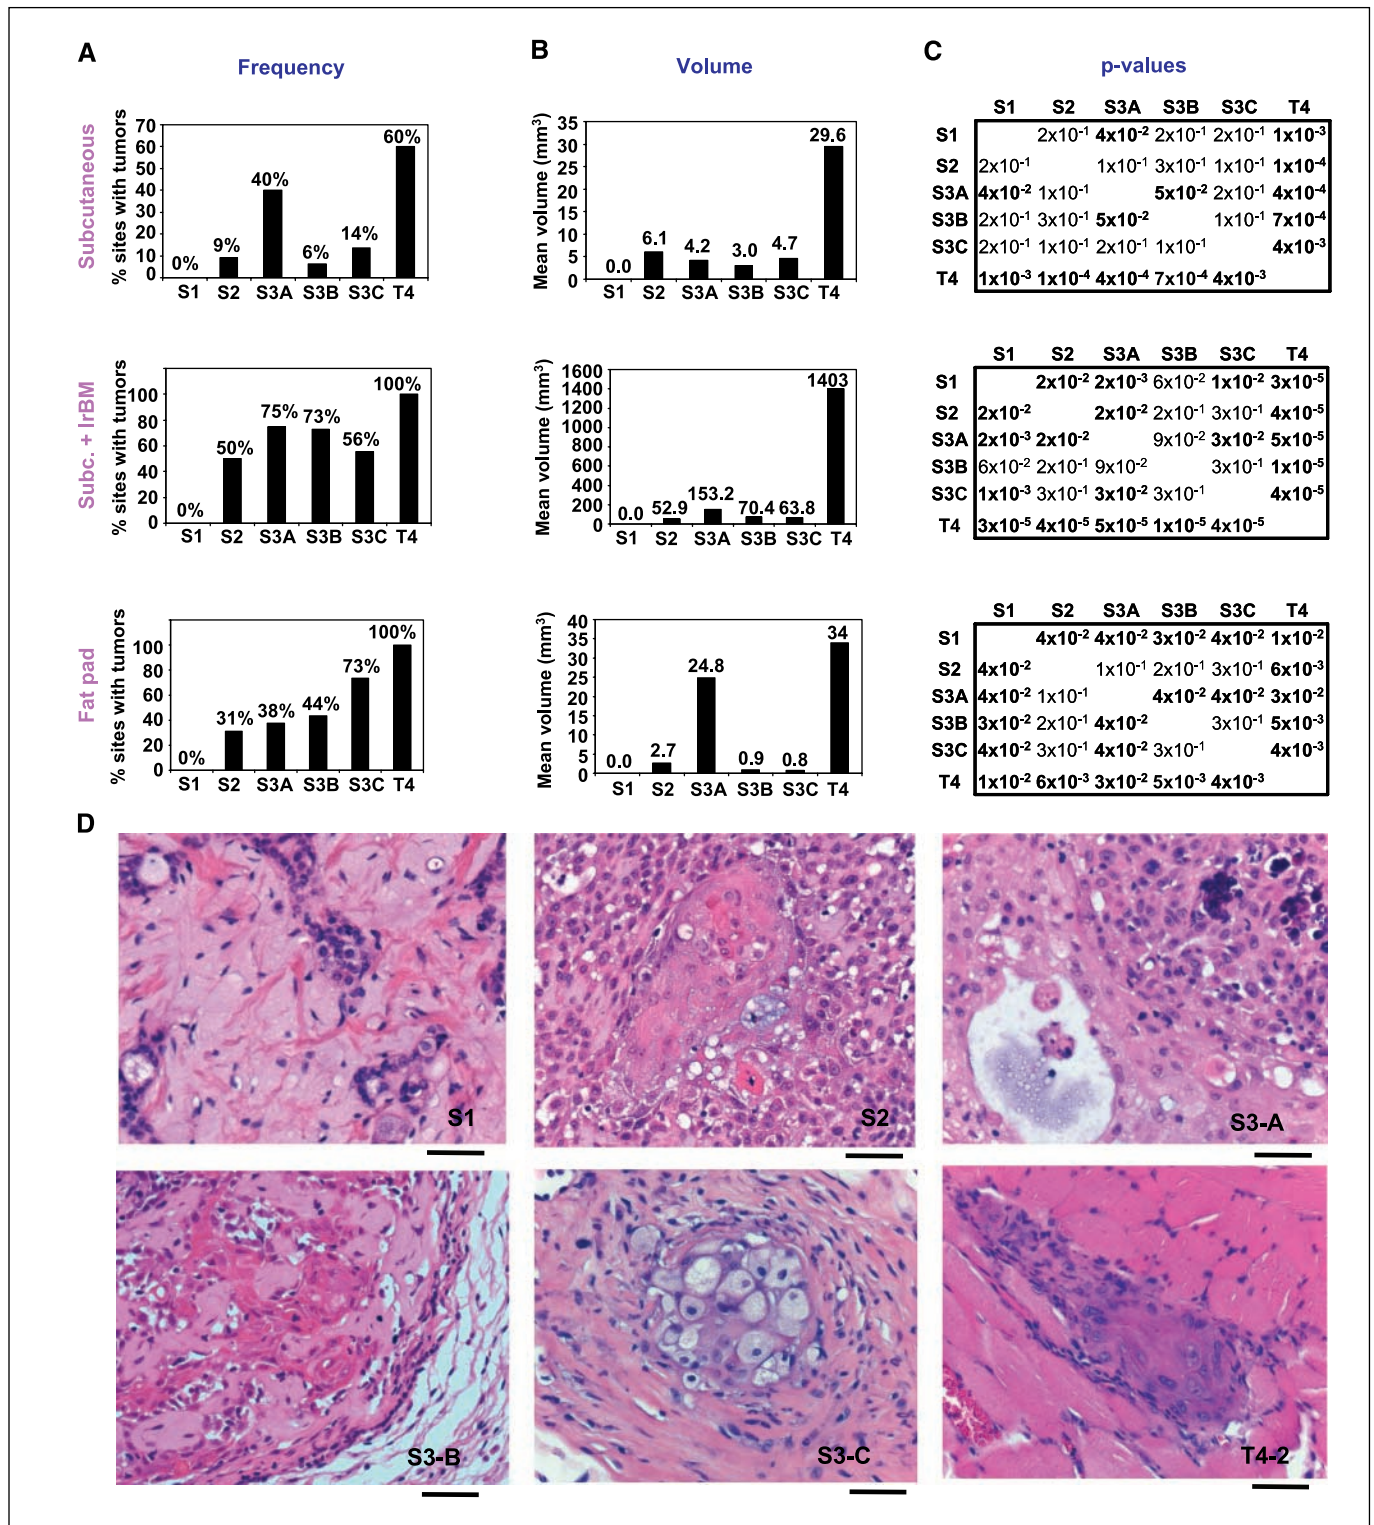 A
Frequency
B
Volume
C
p-values
Subcutaneous
% sites with tumors
70
60
50
40
30
20
10
0
0%
9%
40%
6%
14%
60%
S1 S2 S3A S3B S3C T4
Mean volume (mm³)
35
30
25
20
15
10
5
0
0.0
6.1
4.2
3.0
4.7
29.6
S1 S2 S3A S3B S3C T4
S1 S2 S3A S3B S3C T4
S1 2x10⁻¹ 4x10⁻² 2x10⁻¹ 2x10⁻¹ 1x10⁻³
S2 2x10⁻¹ 1x10⁻¹ 3x10⁻¹ 1x10⁻¹ 1x10⁻⁴
S3A 4x10⁻² 1x10⁻¹ 5x10⁻² 2x10⁻¹ 4x10⁻⁴
S3B 2x10⁻¹ 3x10⁻¹ 5x10⁻² 1x10⁻¹ 7x10⁻⁴
S3C 2x10⁻¹ 1x10⁻¹ 2x10⁻¹ 1x10⁻¹ 4x10⁻³
T4 1x10⁻³ 1x10⁻⁴ 4x10⁻⁴ 7x10⁻⁴ 4x10⁻³
Subc. + IrBM
% sites with tumors
100
80
60
40
20
0
0%
50%
75%
73%
56%
100%
S1 S2 S3A S3B S3C T4
Mean volume (mm³)
1600
1400
1200
1000
800
600
400
200
0
0.0
52.9
153.2
70.4
63.8
1403
S1 S2 S3A S3B S3C T4
S1 S2 S3A S3B S3C T4
S1 2x10⁻² 2x10⁻³ 6x10⁻² 1x10⁻² 3x10⁻⁵
S2 2x10⁻² 2x10⁻² 2x10⁻¹ 3x10⁻¹ 4x10⁻⁵
S3A 2x10⁻³ 2x10⁻² 9x10⁻² 3x10⁻² 5x10⁻⁵
S3B 6x10⁻² 2x10⁻¹ 9x10⁻² 3x10⁻¹ 1x10⁻⁵
S3C 1x10⁻³ 3x10⁻¹ 3x10⁻² 3x10⁻¹ 4x10⁻⁵
T4 3x10⁻⁵ 4x10⁻⁵ 5x10⁻⁵ 1x10⁻⁵ 4x10⁻⁵
Fat pad
% sites with tumors
100
80
60
40
20
0
0%
31%
38%
44%
73%
100%
S1 S2 S3A S3B S3C T4
Mean volume (mm³)
40
35
30
25
20
15
10
5
0
0.0
2.7
24.8
0.9
0.8
34
S1 S2 S3A S3B S3C T4
S1 S2 S3A S3B S3C T4
S1 4x10⁻² 4x10⁻² 3x10⁻² 4x10⁻² 1x10⁻²
S2 4x10⁻² 1x10⁻¹ 2x10⁻¹ 3x10⁻¹ 6x10⁻³
S3A 4x10⁻² 1x10⁻¹ 4x10⁻² 4x10⁻² 3x10⁻²
S3B 3x10⁻² 2x10⁻¹ 4x10⁻² 3x10⁻¹ 5x10⁻³
S3C 4x10⁻² 3x10⁻¹ 4x10⁻² 3x10⁻¹ 4x10⁻³
T4 1x10⁻² 6x10⁻³ 3x10⁻² 5x10⁻³ 4x10⁻³
D
S1
S2
S3-A
S3-B
S3-C
T4-2